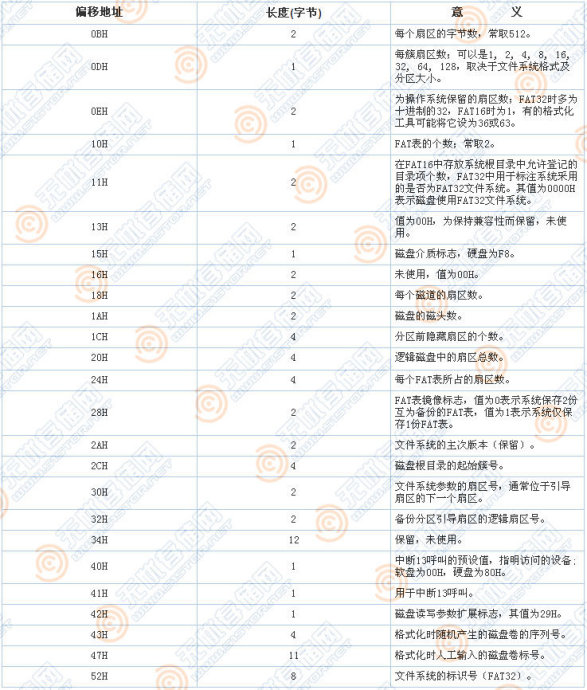 偏移地址 长度(字节) 意 义
0BH 2 每个扇区的字节数，常取512。
0DH 1 每簇扇区数；可以是1, 2, 4, 8, 16,
32, 64, 128，取决于文件系统格式及
分区大小。
0EH 2 为操作系统保留的扇区数；FAT32时多为
十进制的32，FAT16时为1，有的格式化
工具可能将它设为36或63。
10H 1 FAT表的个数；常取2。
11H 2 在FAT16中存放系统根目录中允许登记的
目录项个数，FAT32中用于标注系统采用
的是否为FAT32文件系统。其值为0000H
表示磁盘使用FAT32文件系统。
13H 2 值为00H，为保持兼容性而保留，未使
用。
15H 1 磁盘介质标志，硬盘为F8。
16H 2 未使用，值为00H。
18H 2 每个磁道的扇区数。
1AH 2 磁盘的磁头数。
1CH 4 分区前隐藏扇区的个数。
20H 4 逻辑磁盘中的扇区总数。
24H 4 每个FAT表所占的扇区数。
28H 2 FAT表镜像标志，值为0表示系统保存2份
互为备份的FAT表，值为1表示系统仅保
存1份FAT表。
2AH 2 文件系统的主次版本（保留）。
2CH 4 磁盘根目录的起始簇号。
30H 2 文件系统参数的扇区号，通常位于引导
扇区的下一个扇区。
32H 2 备份分区引导扇区的逻辑扇区号。
34H 12 保留，未使用。
40H 1 中断13呼叫的预设值，指明访问的设备；
软盘为00H，硬盘为80H。
41H 1 用于中断13呼叫。
42H 1 磁盘读写参数扩展标志，其值为29H。
43H 4 格式化时随机产生的磁盘卷的序列号。
47H 11 格式化时人工输入的磁盘卷标号。
52H 8 文件系统的标识号（FAT32）。